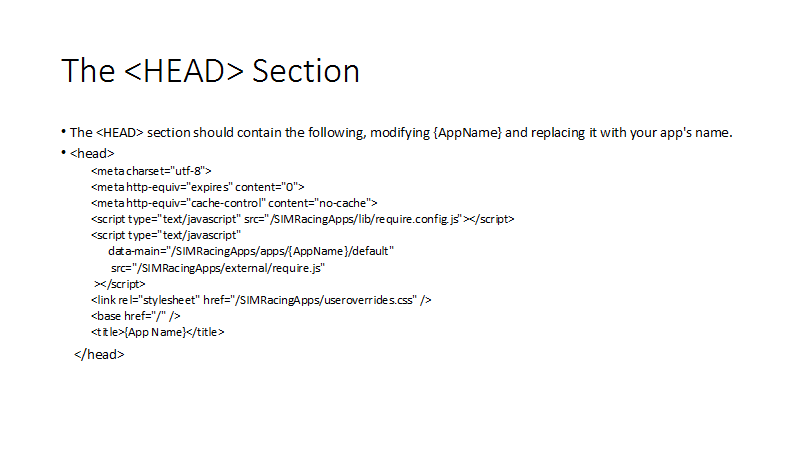 The <HEAD> Section
• The <HEAD> section should contain the following, modifying {AppName} and replacing it with your app's name.
• <head>
<meta charset="utf-8">
<meta http-equiv="expires" content="0">
<meta http-equiv="cache-control" content="no-cache">
<script type="text/javascript" src="/SIMRacingApps/lib/require.config.js"></script>
<script type="text/javascript"
data-main="/SIMRacingApps/apps/{AppName}/default"
src="/SIMRacingApps/external/require.js"
></script>
<link rel="stylesheet" href="/SIMRacingApps/useroverrides.css" />
<base href="/" />
<title>{App Name}</title>
</head>